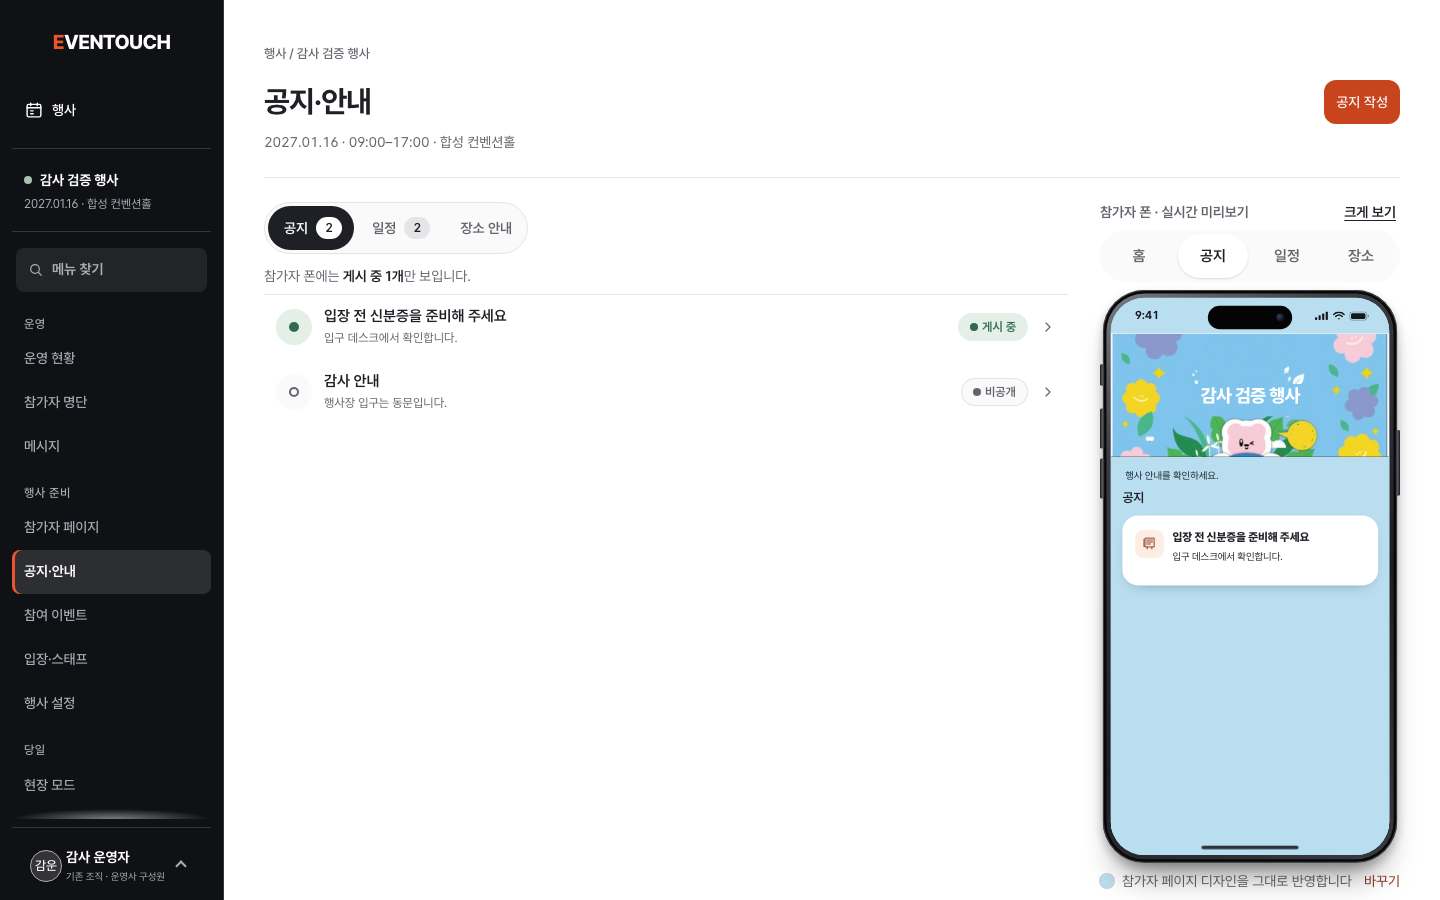 EVENTOUCH
행사
감사 검증 행사
2027.01.16 · 합성 컨벤션홀
메뉴 찾기
운영
운영 현황
참가자 명단
메시지
행사 준비
참가자 페이지
공지·안내
참여 이벤트
입장·스태프
행사 설정
당일
현장 모드
감운
감사 운영자
기존 조직 · 운영사 구성원
행사 / 감사 검증 행사
공지·안내
공지 작성
2027.01.16 · 09:00–17:00 · 합성 컨벤션홀
공지 2 일정 2 장소 안내
참가자 폰에는 게시 중 1개만 보입니다.
입장 전 신분증을 준비해 주세요
입구 데스크에서 확인합니다.
게시 중
감사 안내
행사장 입구는 동문입니다.
비공개
참가자 폰 · 실시간 미리보기 크게 보기
홈 공지 일정 장소
9:41
감사 검증 행사
행사 안내를 확인하세요.
공지
입장 전 신분증을 준비해 주세요
입구 데스크에서 확인합니다.
참가자 페이지 디자인을 그대로 반영합니다 바꾸기